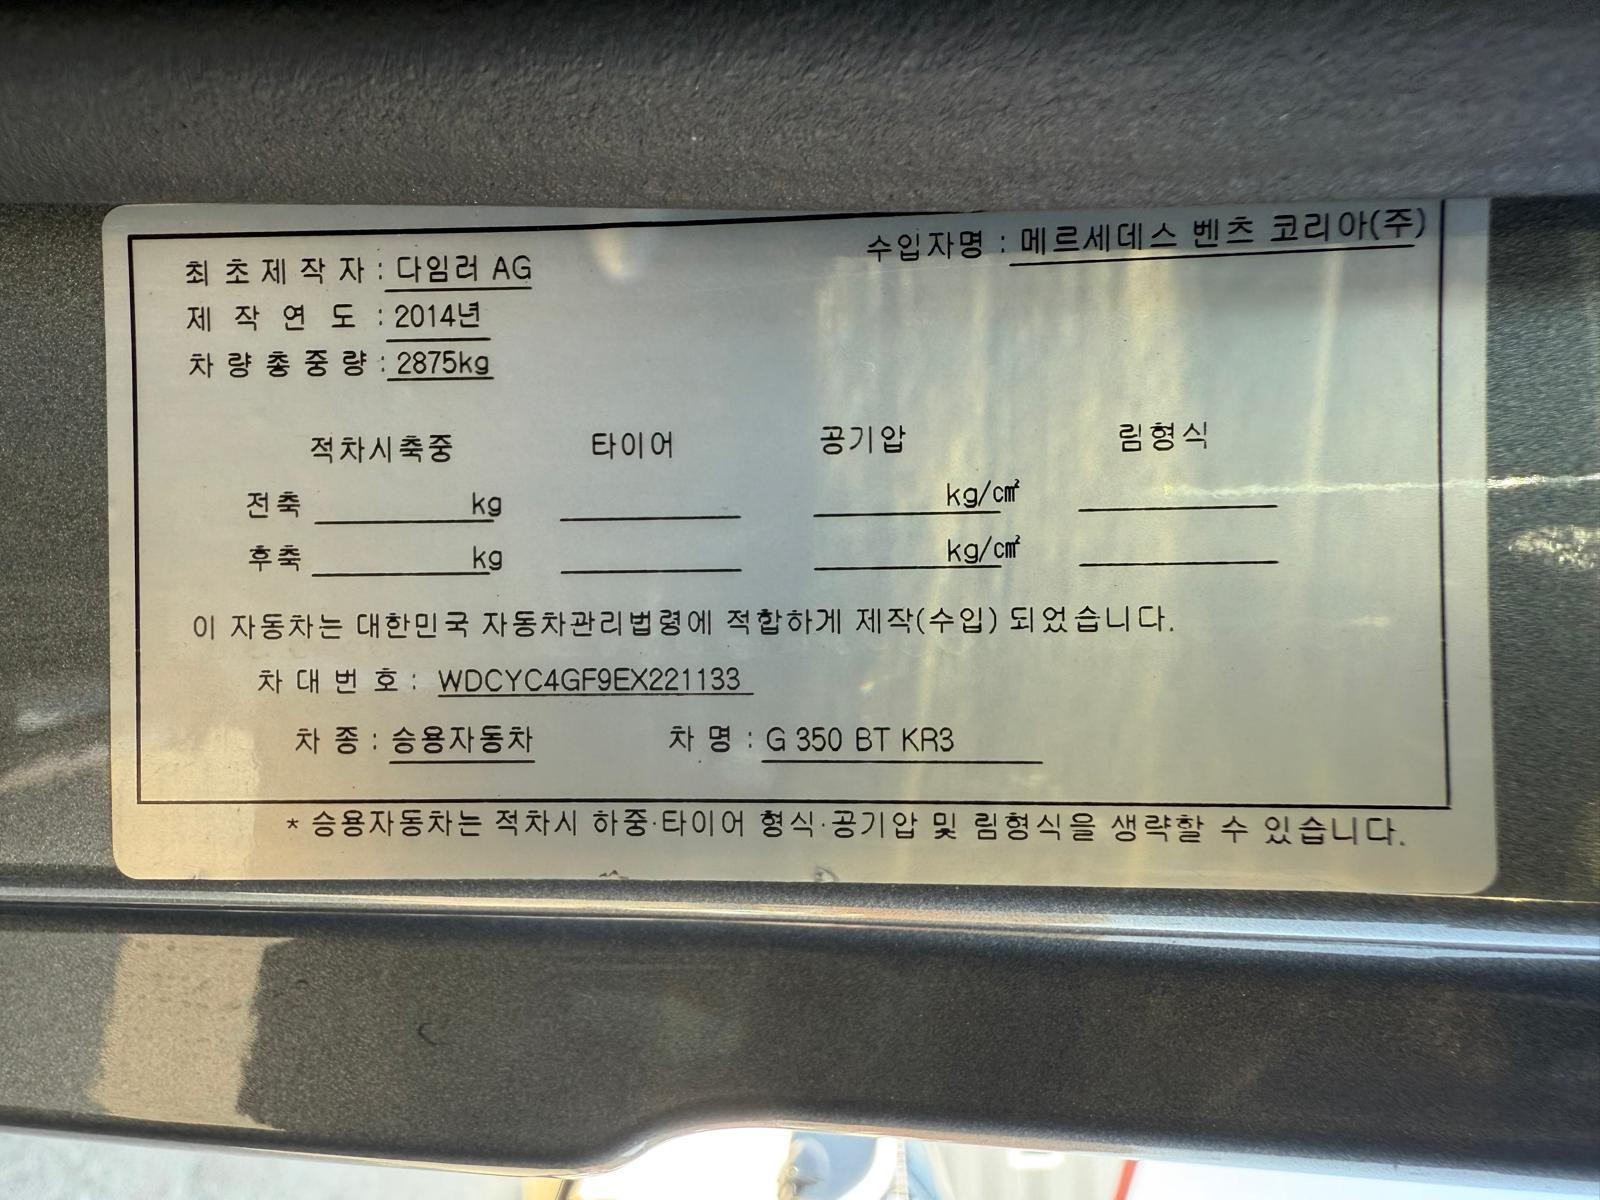 수입자명 : 메르세데스 벤츠 코리아(주)
최초제작자 : 다임러 AG
제작연도 : 2014년
차량총중량 : 2875kg
적차시축중 타이어 공기압 림형식
전축 kg kg/㎠
후축 kg kg/㎠
이 자동차는 대한민국 자동차관리법령에 적합하게 제작(수입) 되었습니다.
차대번호 : WDCYC4GF9EX221133
차종 : 승용자동차 차명 : G 350 BT KR3
* 승용자동차는 적차시 하중·타이어 형식·공기압 및 림형식을 생략할 수 있습니다.